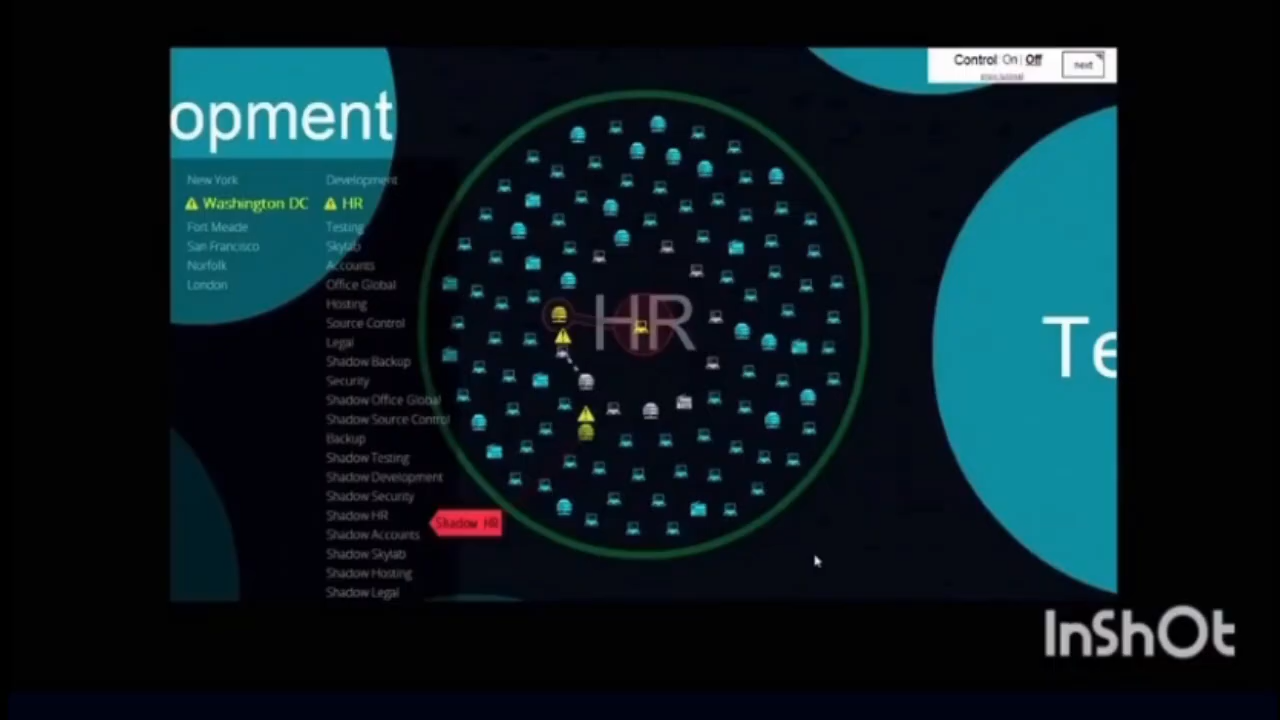 opment
Control On | Off
next
New York
Washington DC
Fort Meade
San Francisco
Norfolk
London
Development
HR
Testing
Skylab
Accounts
Office Global
Hosting
Source Control
Legal
Shadow Backup
Security
Shadow Office Global
Shadow Source Control
Backup
Shadow Testing
Shadow Development
Shadow Security
Shadow HR
Shadow Accounts
Shadow Skylab
Shadow Hosting
Shadow Legal
Shadow HR
HR
Te
InShOt